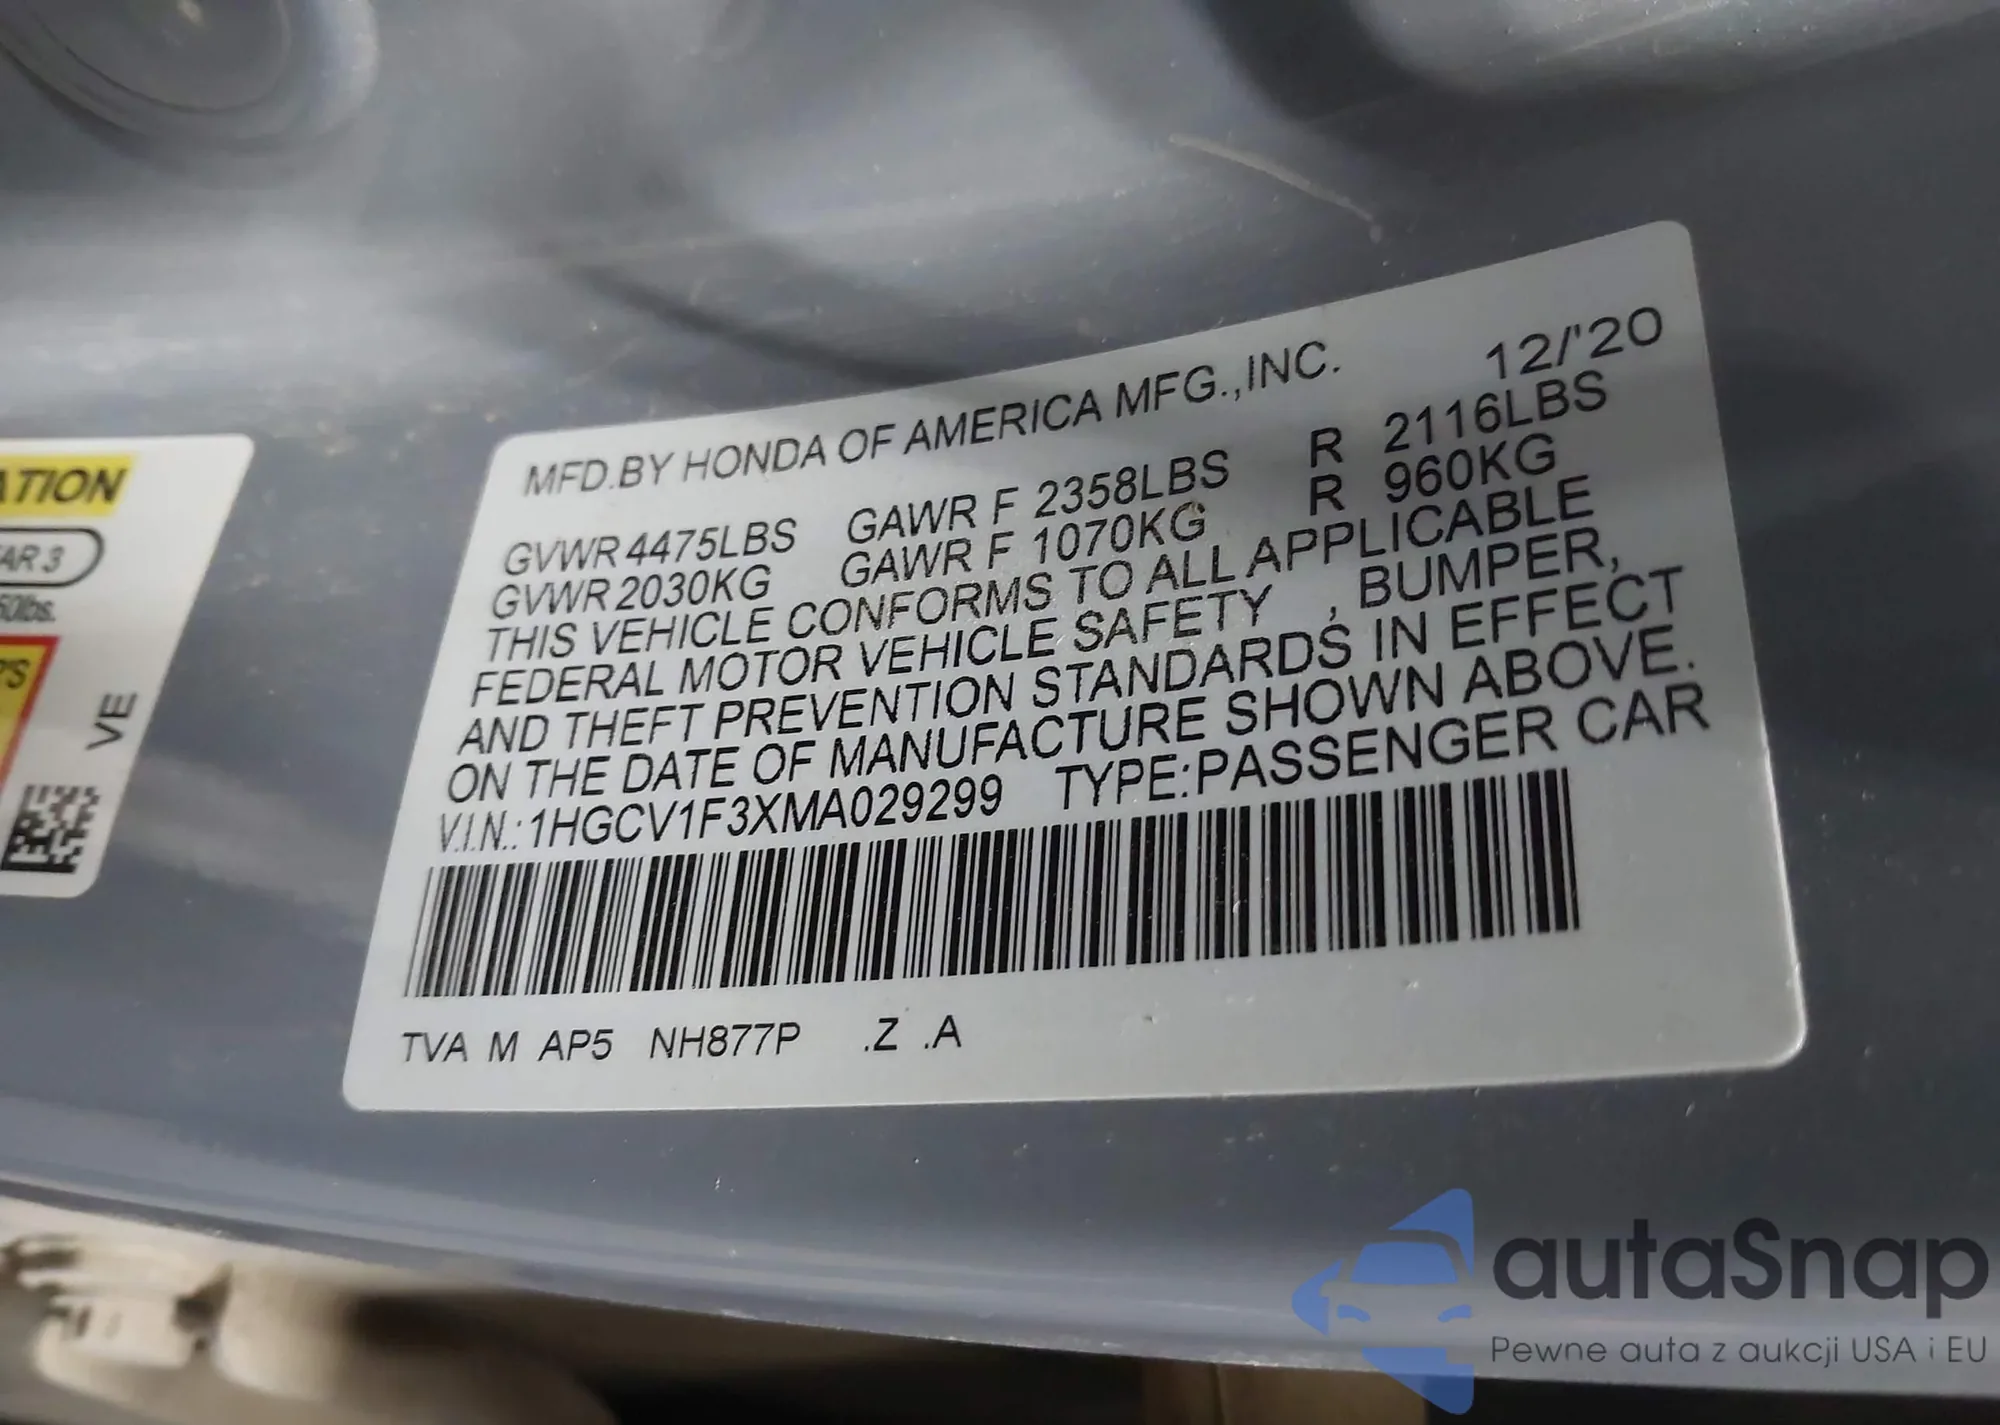 MFD.BY HONDA OF AMERICA MFG.,INC. 12/'20
GVWR 4475LBS GAWR F 2358LBS R 2116LBS
GVWR 2030KG GAWR F 1070KG R 960KG
THIS VEHICLE CONFORMS TO ALL APPLICABLE
FEDERAL MOTOR VEHICLE SAFETY , BUMPER,
AND THEFT PREVENTION STANDARDS IN EFFECT
ON THE DATE OF MANUFACTURE SHOWN ABOVE.
V.I.N.: 1HGCV1F3XMA029299 TYPE:PASSENGER CAR
TVA M AP5 NH877P .Z .A
ATION
AR 3
50lbs.
P'S
VE
autaSnap
Pewne auta z aukcji USA i EU